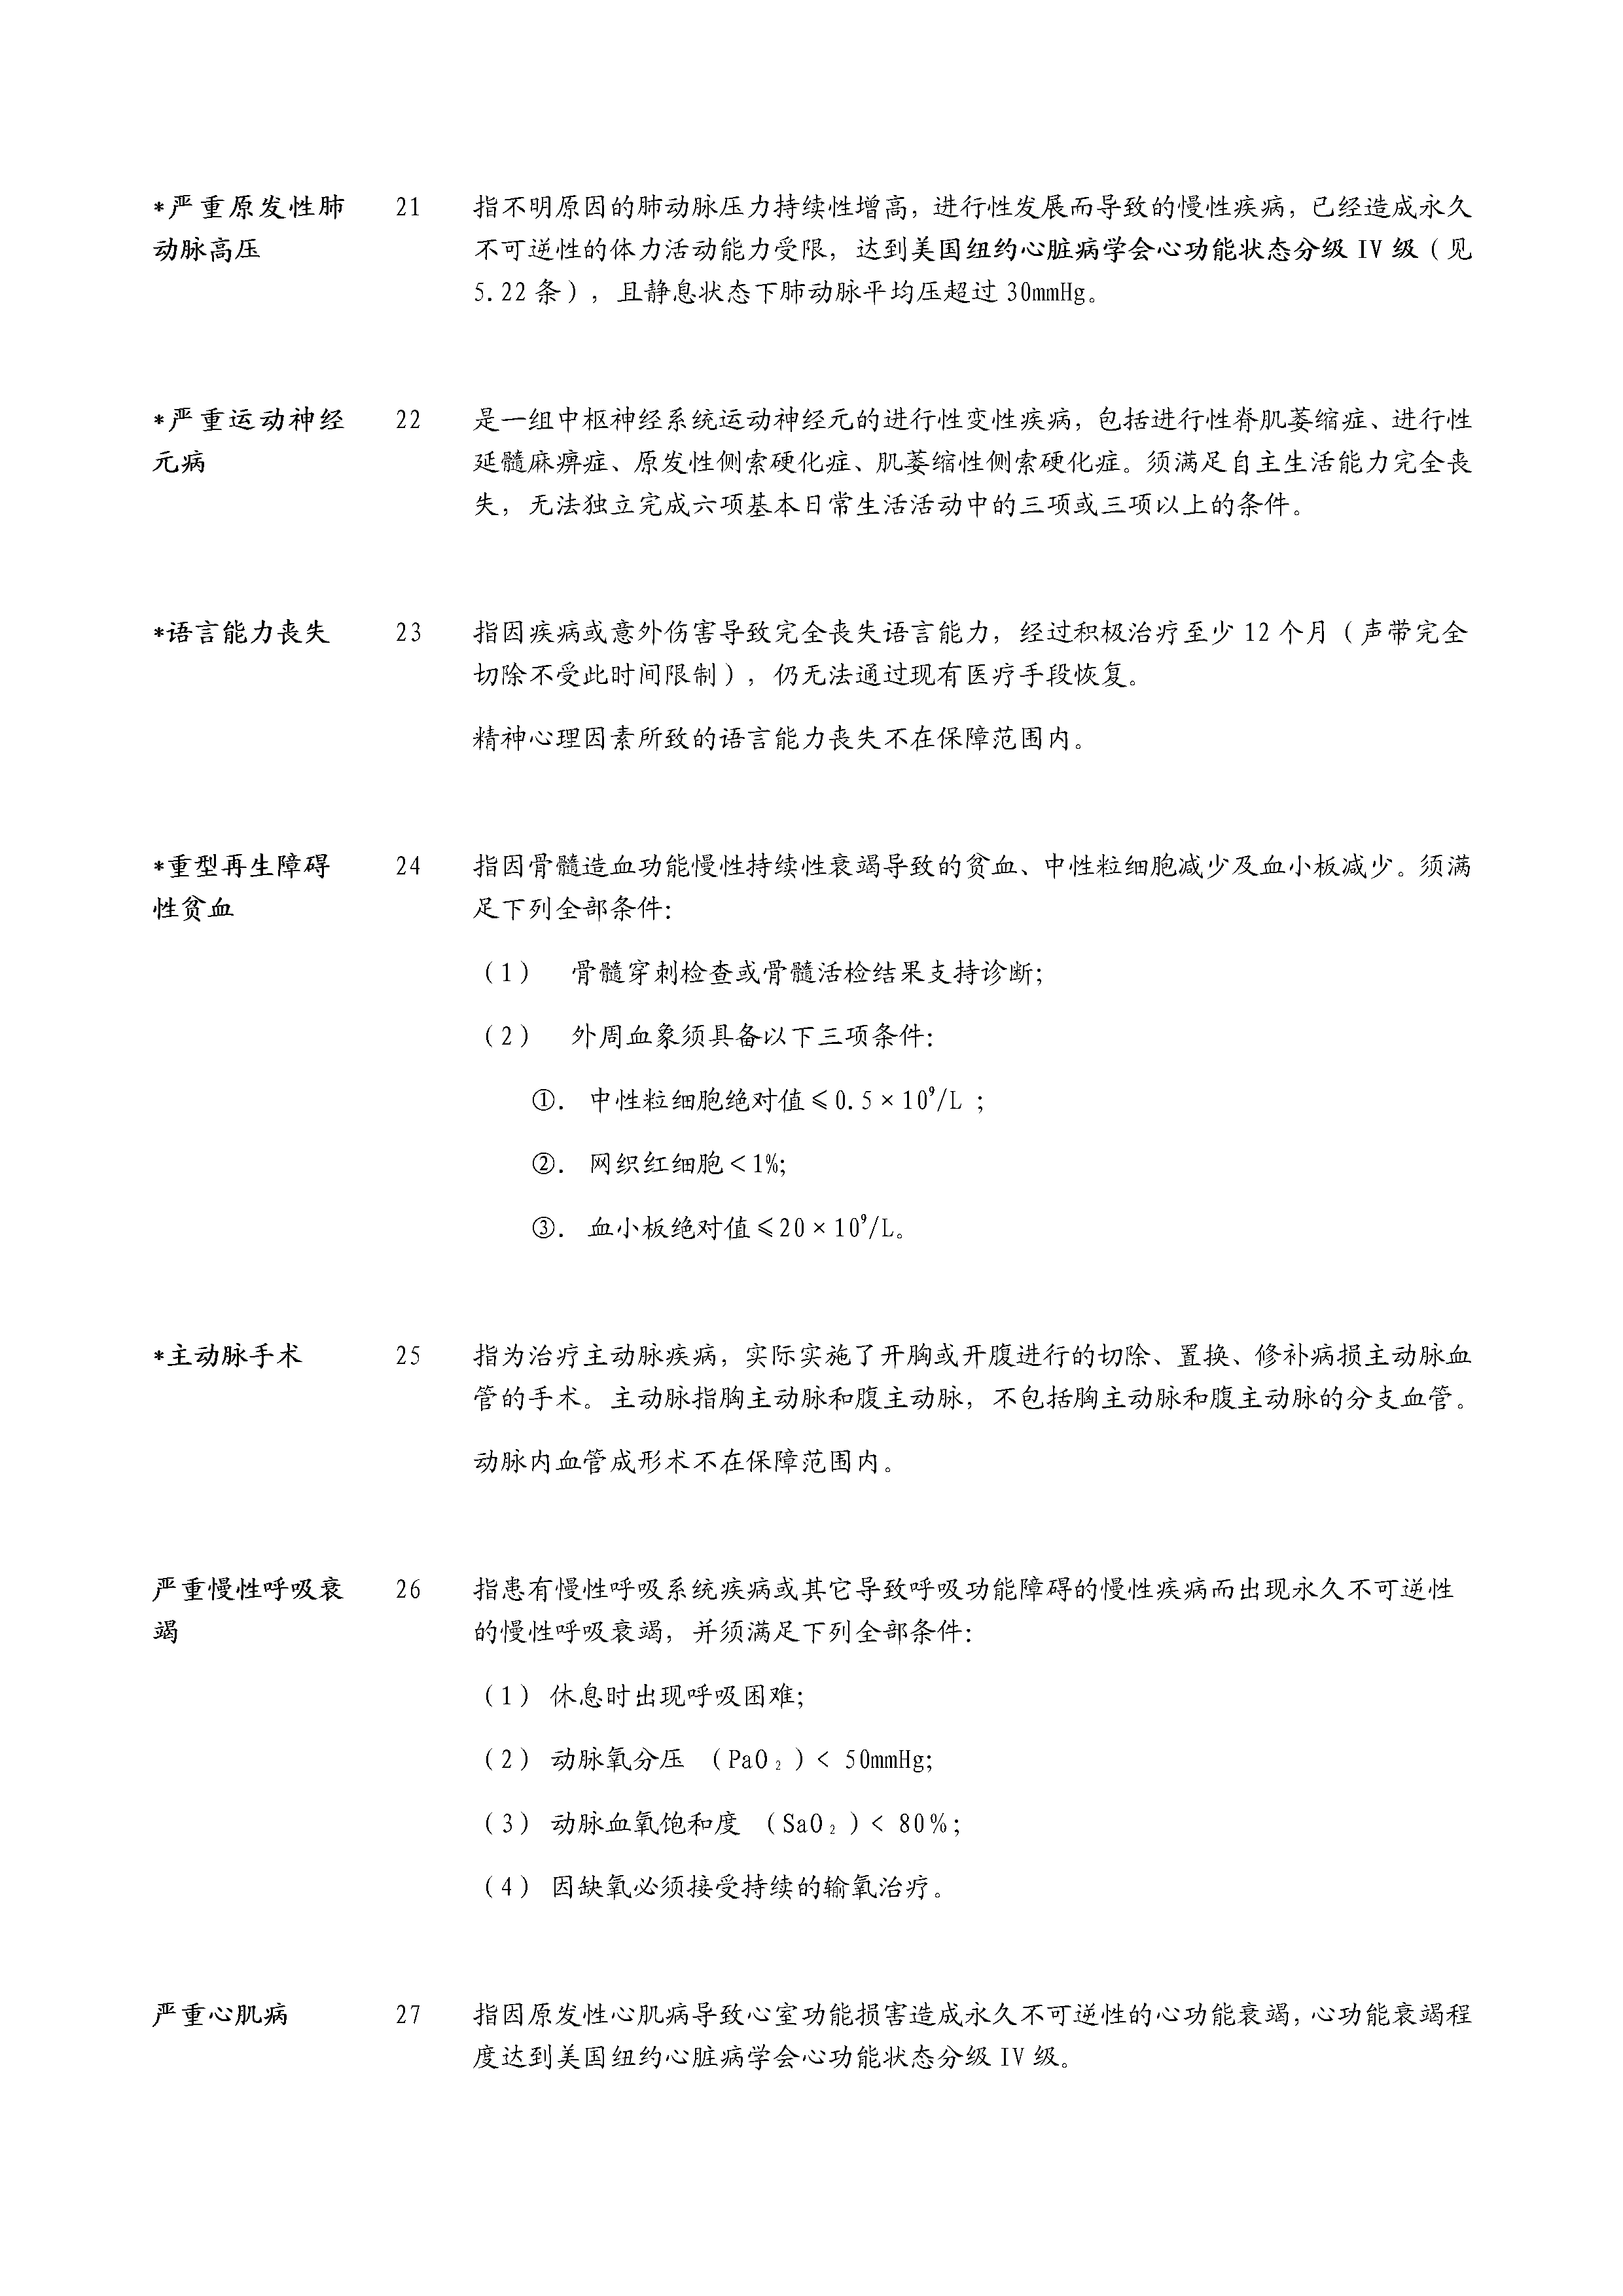 *严重原发性肺 21 指不明原因的肺动脉压力持续性增高，进行性发展而导致的慢性疾病，已经造成永久
动脉高压 不可逆性的体力活动能力受限，达到美国纽约心脏病学会心功能状态分级 IV 级（见
5.22 条），且静息状态下肺动脉平均压超过 30mmHg。
*严重运动神经 22 是一组中枢神经系统运动神经元的进行性变性疾病，包括进行性脊肌萎缩症、进行性
元病 延髓麻痹症、原发性侧索硬化症、肌萎缩性侧索硬化症。须满足自主生活能力完全丧
失，无法独立完成六项基本日常生活活动中的三项或三项以上的条件。
*语言能力丧失 23 指因疾病或意外伤害导致完全丧失语言能力，经过积极治疗至少 12 个月（声带完全
切除不受此时间限制），仍无法通过现有医疗手段恢复。
精神心理因素所致的语言能力丧失不在保障范围内。
*重型再生障碍 24 指因骨髓造血功能慢性持续性衰竭导致的贫血、中性粒细胞减少及血小板减少。须满
性贫血 足下列全部条件：
（1） 骨髓穿刺检查或骨髓活检结果支持诊断；
（2） 外周血象须具备以下三项条件：
①. 中性粒细胞绝对值≤0.5×10⁹/L ；
②. 网织红细胞＜1%；
③. 血小板绝对值≤20×10⁹/L。
*主动脉手术 25 指为治疗主动脉疾病，实际实施了开胸或开腹进行的切除、置换、修补病损主动脉血
管的手术。主动脉指胸主动脉和腹主动脉，不包括胸主动脉和腹主动脉的分支血管。
动脉内血管成形术不在保障范围内。
严重慢性呼吸衰 26 指患有慢性呼吸系统疾病或其它导致呼吸功能障碍的慢性疾病而出现永久不可逆性
竭 的慢性呼吸衰竭，并须满足下列全部条件：
（1） 休息时出现呼吸困难；
（2） 动脉氧分压 （PaO₂）< 50mmHg；
（3） 动脉血氧饱和度 （SaO₂）< 80%；
（4） 因缺氧必须接受持续的输氧治疗。
严重心肌病 27 指因原发性心肌病导致心室功能损害造成永久不可逆性的心功能衰竭，心功能衰竭程
度达到美国纽约心脏病学会心功能状态分级 IV 级。